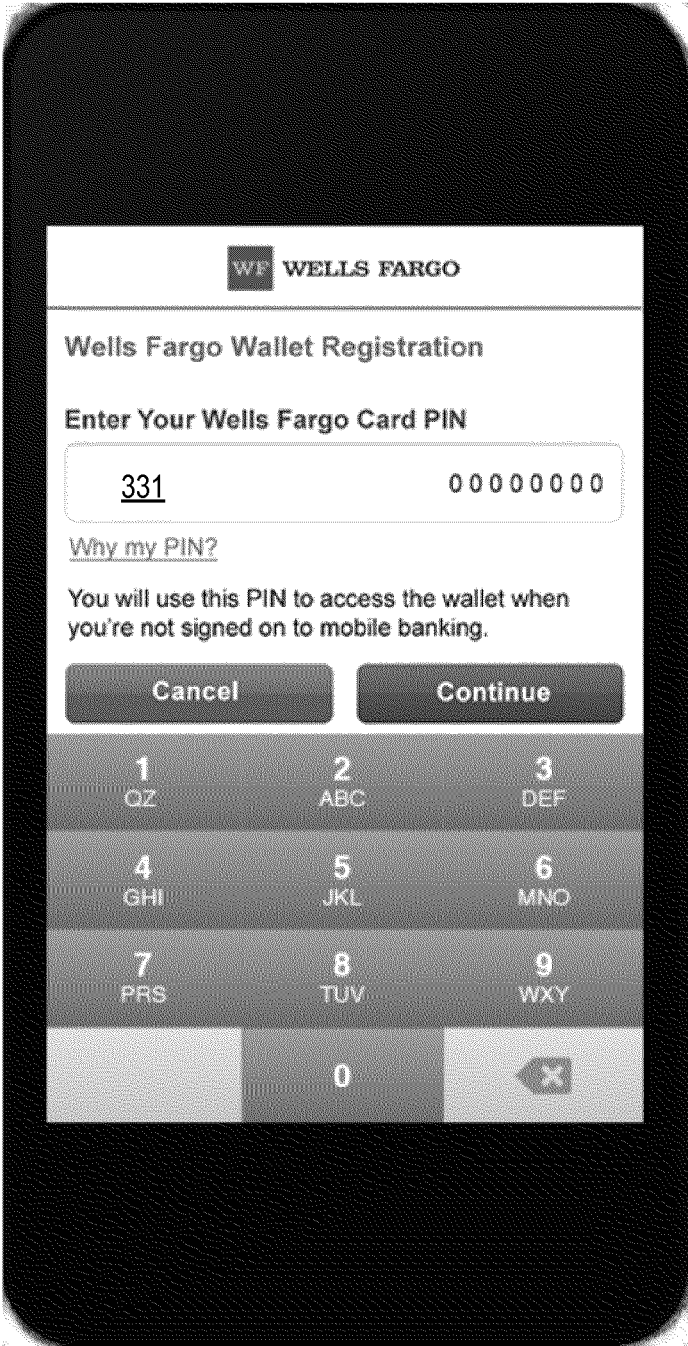 WF WELLS FARGO
Wells Fargo Wallet Registration
Enter Your Wells Fargo Card PIN
331 00000000
Why my PIN?
You will use this PIN to access the wallet when
you're not signed on to mobile banking.
Cancel Continue
1 2 3
QZ ABC DEF
4 5 6
GHI JKL MNO
7 8 9
PRS TUV WXY
0